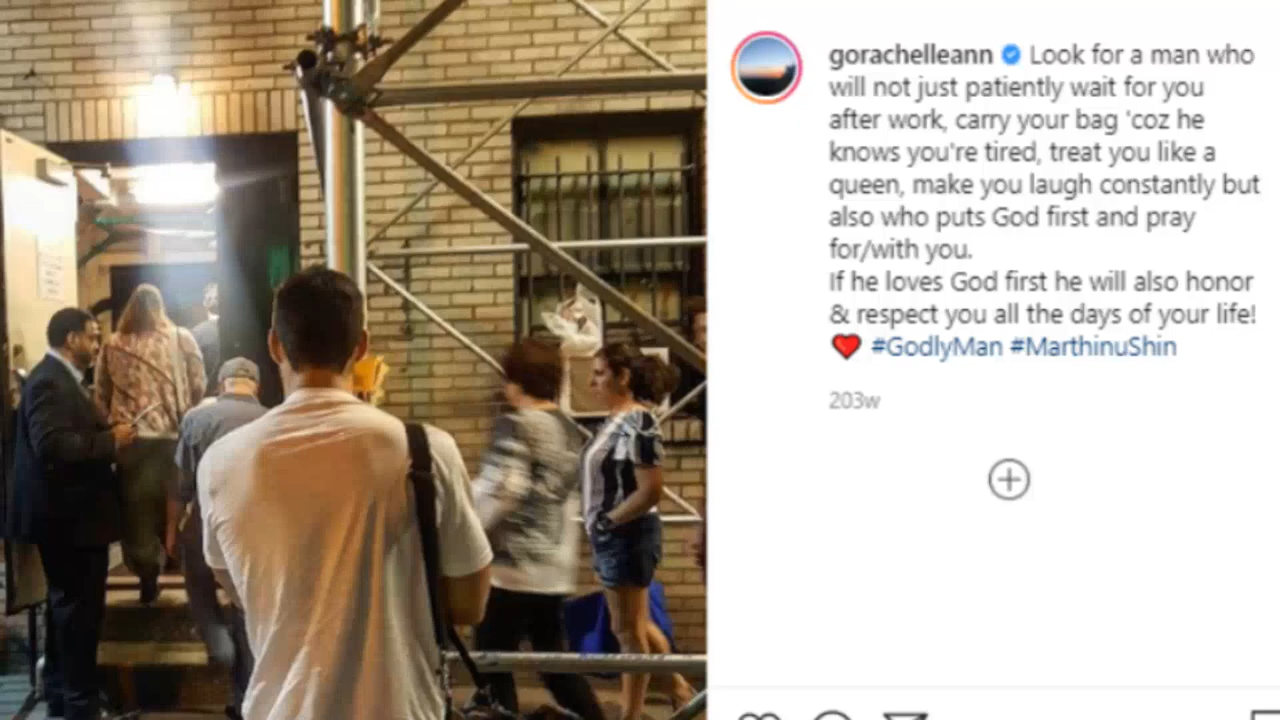 gorachelleann Look for a man who
will not just patiently wait for you
after work, carry your bag 'coz he
knows you're tired, treat you like a
queen, make you laugh constantly but
also who puts God first and pray
for/with you.
If he loves God first he will also honor
& respect you all the days of your life!
❤️ #GodlyMan #MarthinuShin
203w